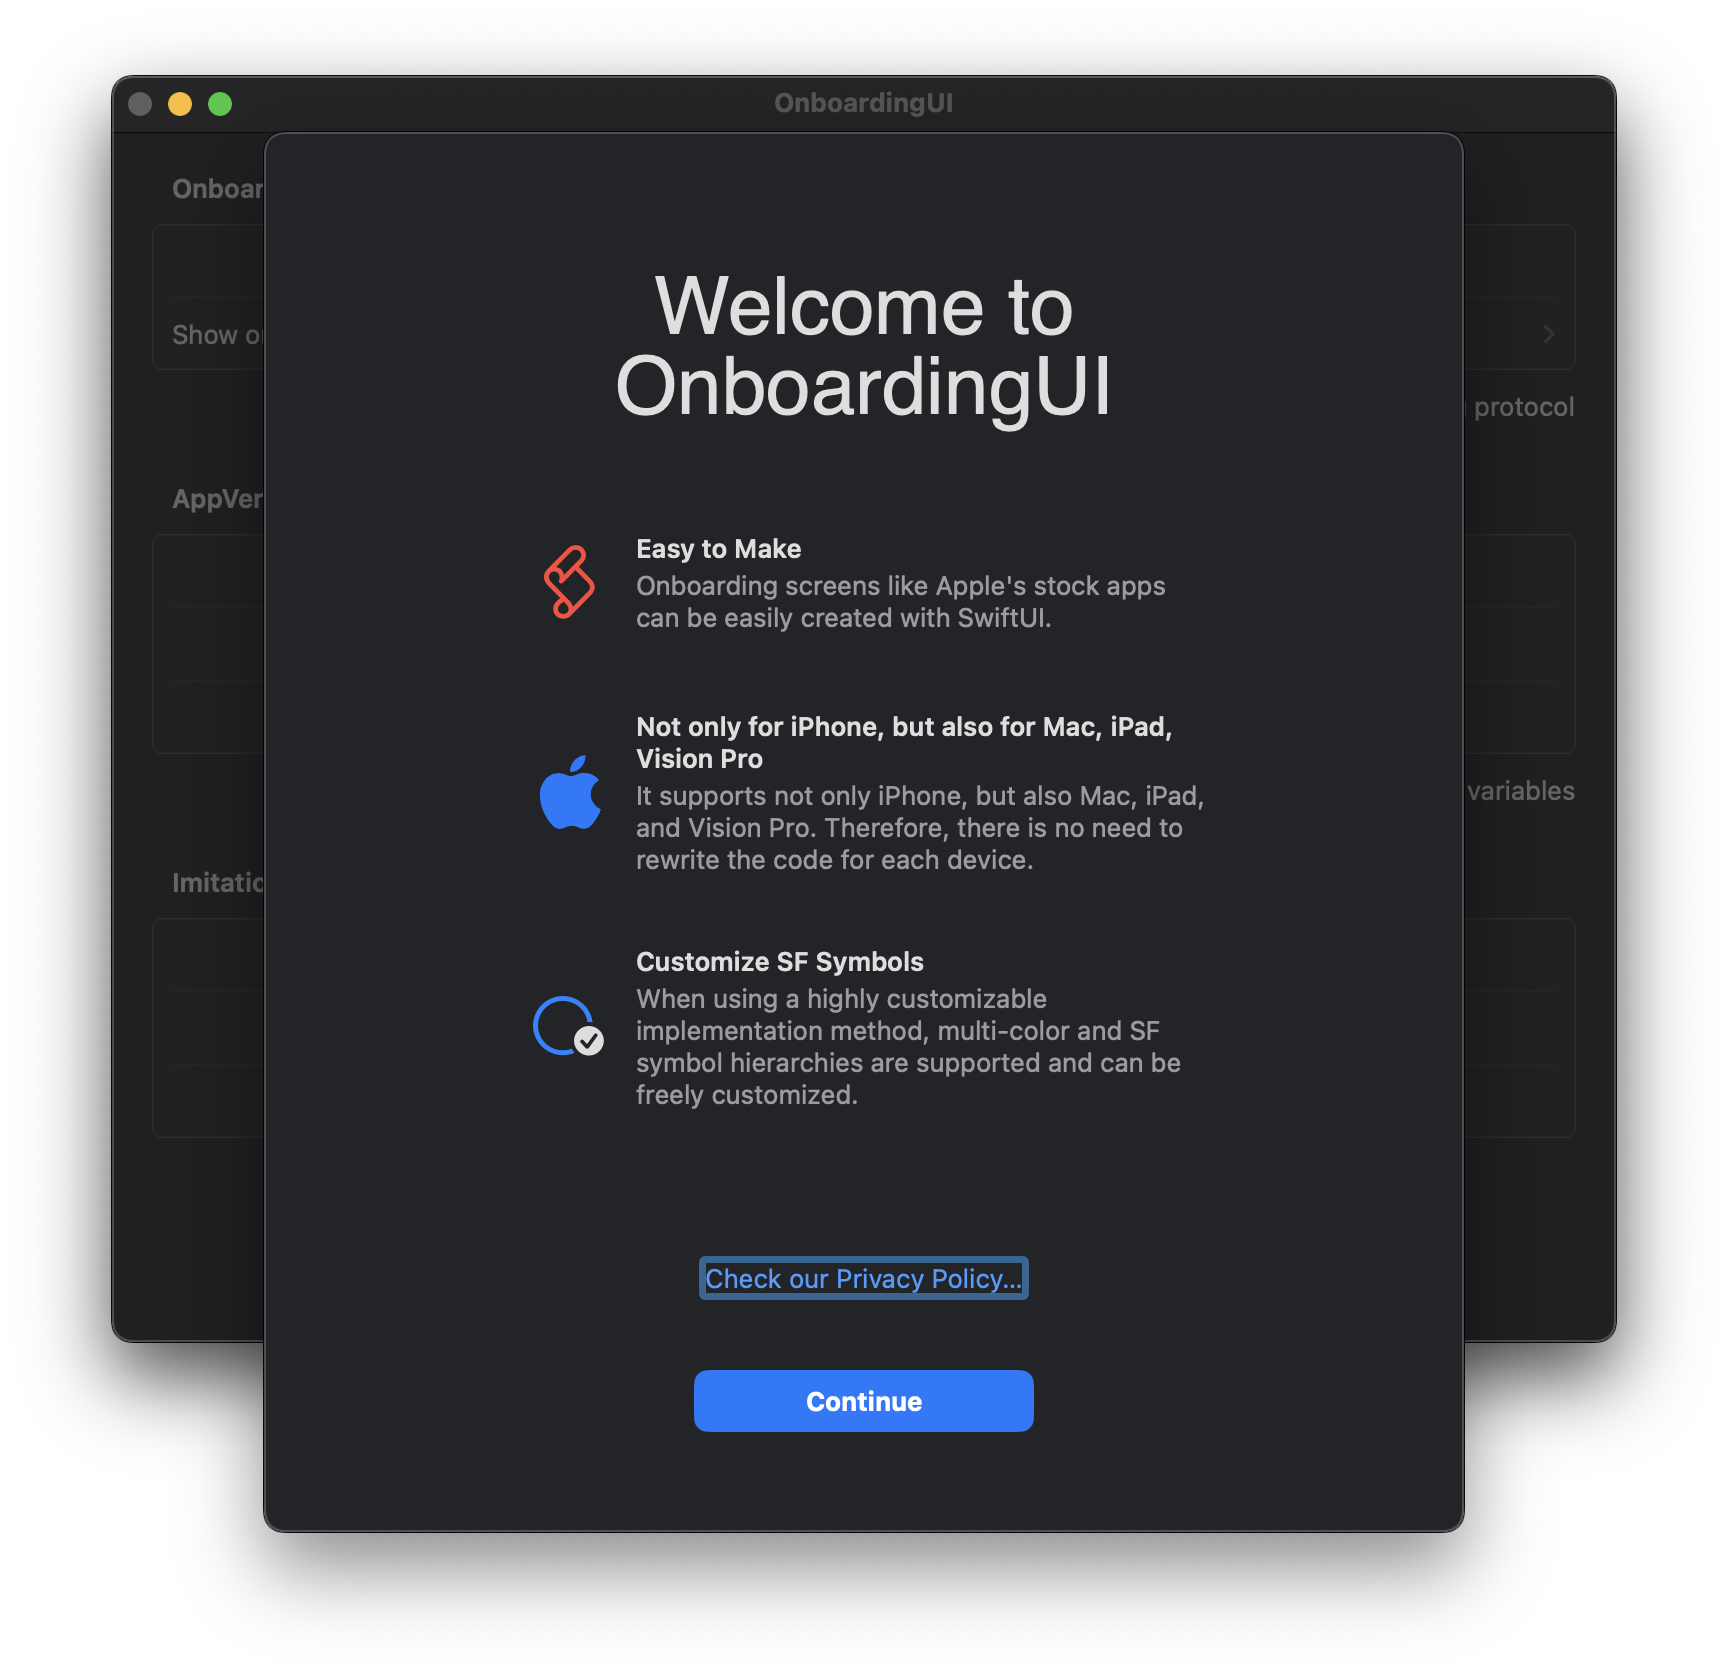 OnboardingUI
Onboar
Show o
protocol
AppVer
variables
Imitatio
Welcome to
OnboardingUI
Easy to Make
Onboarding screens like Apple's stock apps
can be easily created with SwiftUI.
Not only for iPhone, but also for Mac, iPad,
Vision Pro
It supports not only iPhone, but also Mac, iPad,
and Vision Pro. Therefore, there is no need to
rewrite the code for each device.
Customize SF Symbols
When using a highly customizable
implementation method, multi-color and SF
symbol hierarchies are supported and can be
freely customized.
Check our Privacy Policy...
Continue